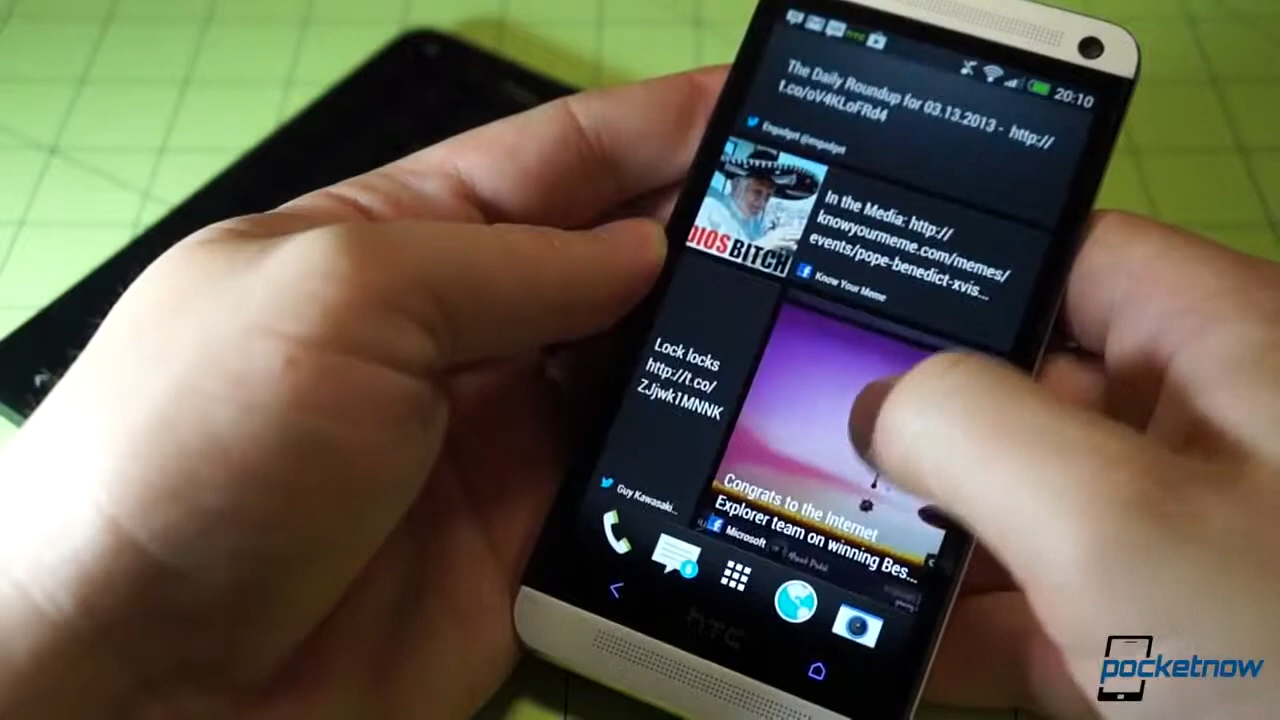 20:10
The Daily Roundup for 03.13.2013 - http://
t.co/oV4KLoFRd4
Engadget @engadget
DIOS BITCH
In the Media: http://
knowyourmeme.com/memes/
events/pope-benedict-xvis...
Know Your Meme
Lock locks
http://t.co/
ZJjwk1MNNK
Guy Kawasaki..
Congrats to the Internet
Explorer team on winning Bes...
Microsoft
hTC
pocketnow